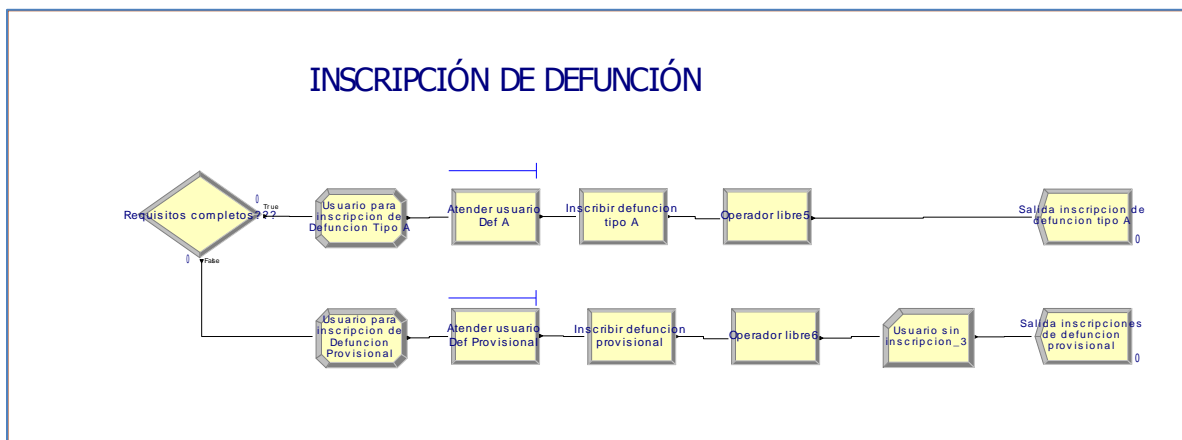 INSCRIPCIÓN DE DEFUNCIÓN
Requisitos completos???
0
True
0
False
Usuario para
inscripcion de
Defuncion Tipo A
Atender usuario
Def A
Inscribir defuncion
tipo A
Operador libre5
Salida inscripcion de
defuncion tipo A
0
Usuario para
inscripcion de
Defuncion
Provisional
Atender usuario
Def Provisional
Inscribir defuncion
provisional
Operador libre6
Usuario sin
inscripcion_3
Salida inscripciones
de defuncion
provisional
0